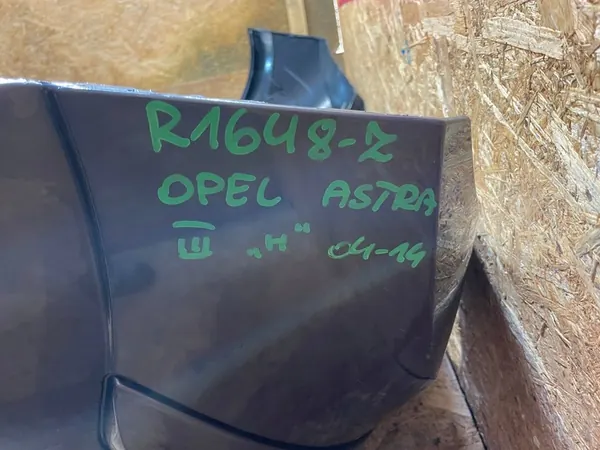 R1648-Z
OPEL ASTRA
III „H" 04-14